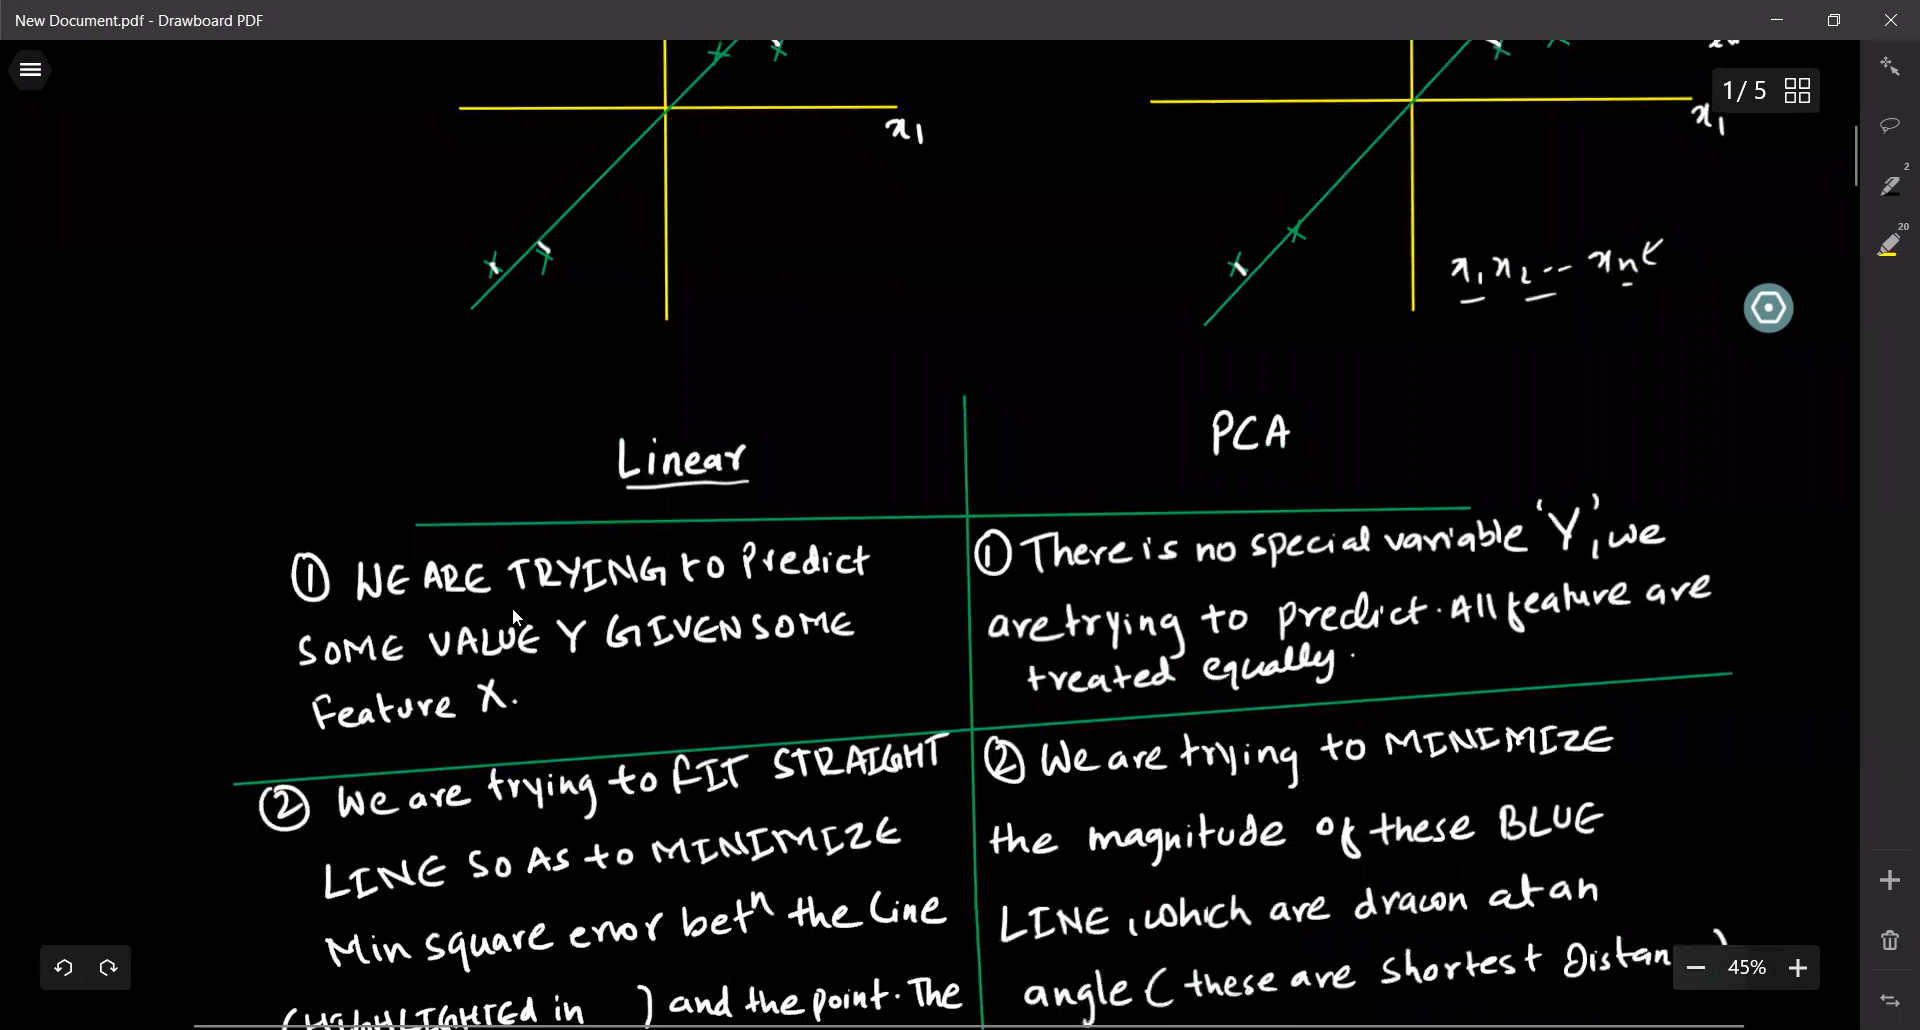 New Document.pdf - Drawboard PDF
1 / 5
x1
x1
2
20
x1 x2 -- xn
Linear
PCA
① WE ARE TRYING to Predict
SOME VALUE Y GIVEN SOME
Feature X.
① There is no special variable 'Y', we
are trying to predict. All feature are
treated equally.
② We are trying to FIT STRAIGHT
LINE SO AS to MINIMIZE
Min square error betn the Line
(HIGHLIGHTED in ) and the point. The
② We are trying to MINIMIZE
the magnitude of these BLUE
LINE, which are drawn at an
angle ( these are shortest Distan
45%